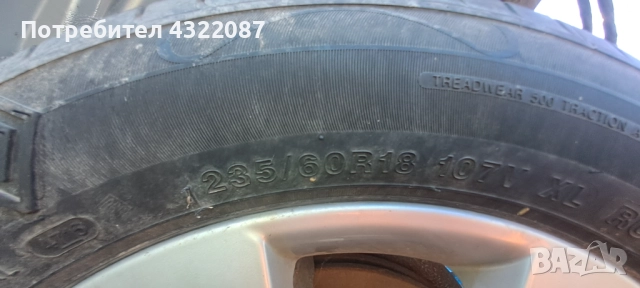 Потребител 4322087
TREADWEAR 500 TRACTION
235/60R18 107V XL
BAZAR